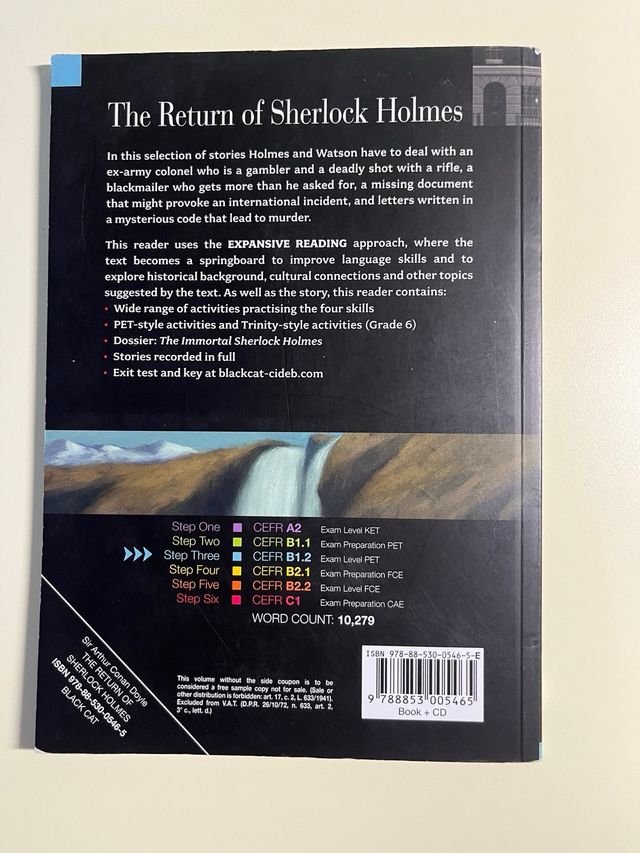 The Return of Sherlock Holmes
In this selection of stories Holmes and Watson have to deal with an
ex-army colonel who is a gambler and a deadly shot with a rifle, a
blackmailer who gets more than he asked for, a missing document
that might provoke an international incident, and letters written in
a mysterious code that lead to murder.
This reader uses the EXPANSIVE READING approach, where the
text becomes a springboard to improve language skills and to
explore historical background, cultural connections and other topics
suggested by the text. As well as the story, this reader contains:
• Wide range of activities practising the four skills
• PET-style activities and Trinity-style activities (Grade 6)
• Dossier: The Immortal Sherlock Holmes
• Stories recorded in full
• Exit test and key at blackcat-cideb.com
Step One CEFR A2 Exam Level KET
Step Two CEFR B1.1 Exam Preparation PET
Step Three CEFR B1.2 Exam Level PET
Step Four CEFR B2.1 Exam Preparation FCE
Step Five CEFR B2.2 Exam Level FCE
Step Six CEFR C1 Exam Preparation CAE
WORD COUNT: 10,279
Sir Arthur Conan Doyle
THE RETURN OF
SHERLOCK HOLMES
ISBN 978-88-530-0546-5
BLACK CAT
This volume without the side coupon is to be
considered a free sample copy not for sale. (Sale or
other distribution is forbidden: art. 17, c. 2, L. 633/1941).
Excluded from V.A.T. (D.P.R. 26/10/72, n. 633, art. 2,
3° c., lett. d.)
ISBN 978-88-530-0546-5-E
9 788853 005465
Book + CD